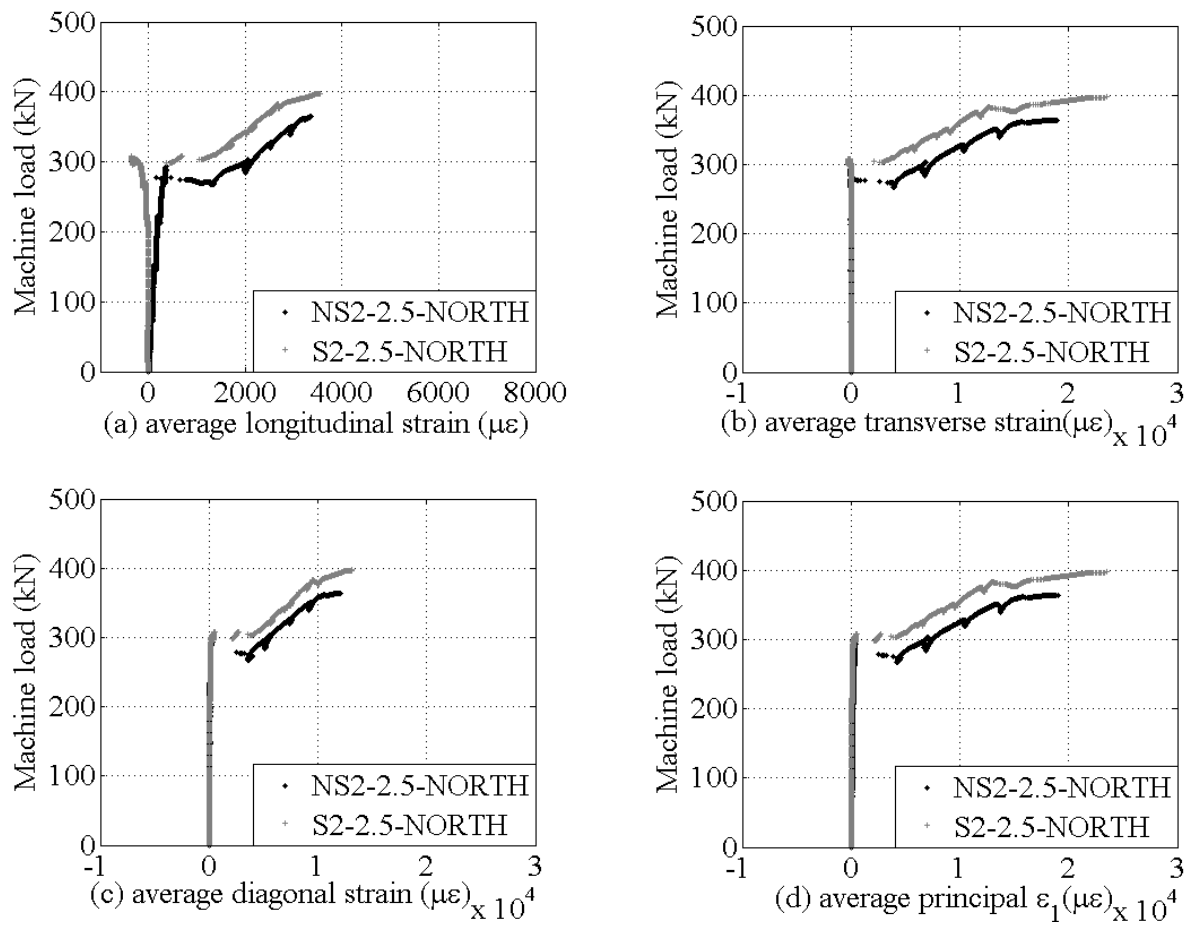 500
400
300
200
100
0
Machine load (kN)
NS2-2.5-NORTH
S2-2.5-NORTH
0 2000 4000 6000 8000
(a) average longitudinal strain (με)
500
400
300
200
100
0
Machine load (kN)
NS2-2.5-NORTH
S2-2.5-NORTH
-1 0 1 2 3
(b) average transverse strain(με) x 10^4
500
400
300
200
100
0
Machine load (kN)
NS2-2.5-NORTH
S2-2.5-NORTH
-1 0 1 2 3
(c) average diagonal strain (με) x 10^4
500
400
300
200
100
0
Machine load (kN)
NS2-2.5-NORTH
S2-2.5-NORTH
-1 0 1 2 3
(d) average principal ε₁(με) x 10^4